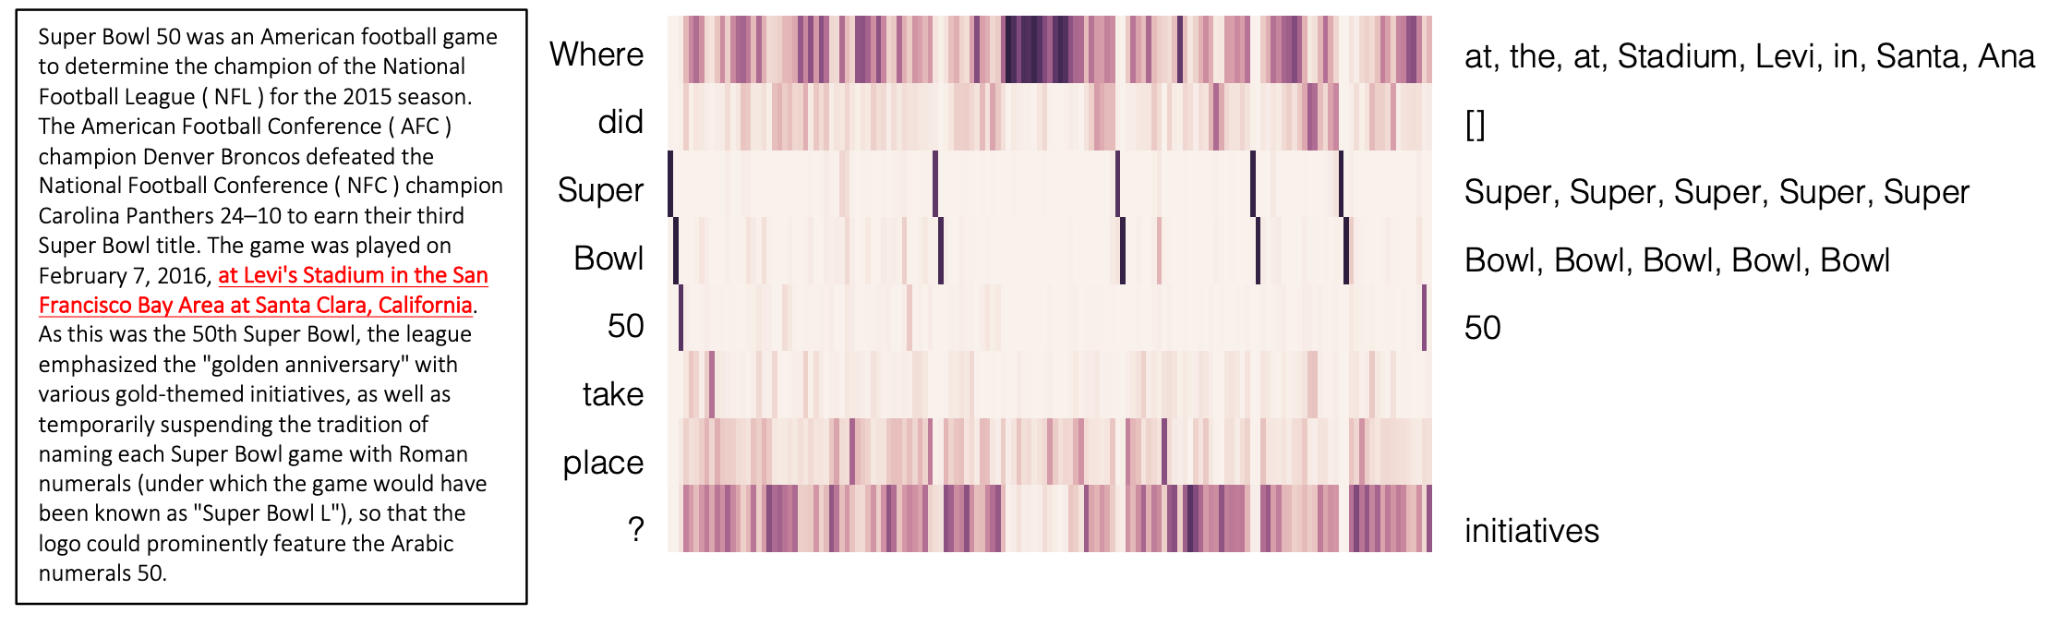 Super Bowl 50 was an American football game
to determine the champion of the National
Football League ( NFL ) for the 2015 season.
The American Football Conference ( AFC )
champion Denver Broncos defeated the
National Football Conference ( NFC ) champion
Carolina Panthers 24–10 to earn their third
Super Bowl title. The game was played on
February 7, 2016, at Levi's Stadium in the San
Francisco Bay Area at Santa Clara, California.
As this was the 50th Super Bowl, the league
emphasized the "golden anniversary" with
various gold-themed initiatives, as well as
temporarily suspending the tradition of
naming each Super Bowl game with Roman
numerals (under which the game would have
been known as "Super Bowl L"), so that the
logo could prominently feature the Arabic
numerals 50.
Where
at, the, at, Stadium, Levi, in, Santa, Ana
did
[]
Super
Super, Super, Super, Super, Super
Bowl
Bowl, Bowl, Bowl, Bowl, Bowl
50
50
take
place
?
initiatives